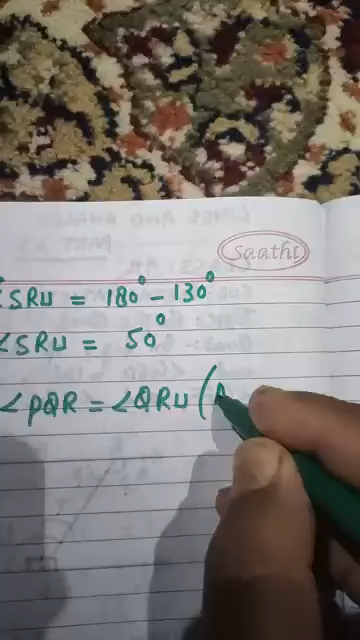 Saathi
∠SRU = 180° - 130°
∠SRU = 50°
∠PQR = ∠QRU (